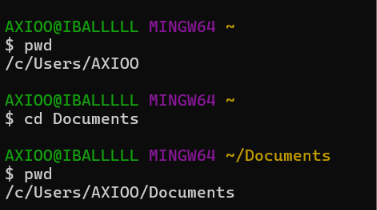 AXIOO@IBALLLLL MINGW64 ~
$ pwd
/c/Users/AXIOO
AXIOO@IBALLLLL MINGW64 ~
$ cd Documents
AXIOO@IBALLLLL MINGW64 ~/Documents
$ pwd
/c/Users/AXIOO/Documents